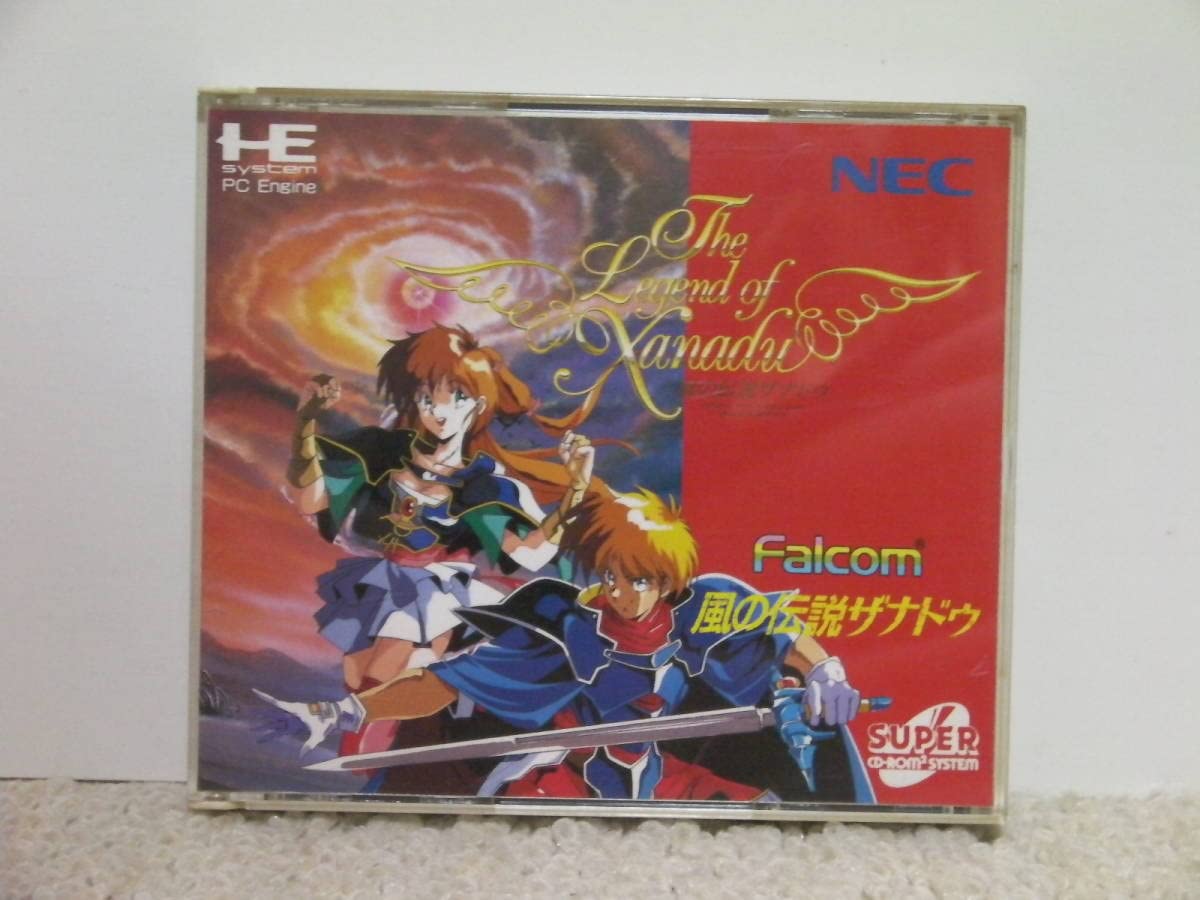 HE
system
PC Engine
NEC
The
Legend of
Xanadu
Falcom®
風の伝説ザナドゥ
SUPER
CD-ROM² SYSTEM